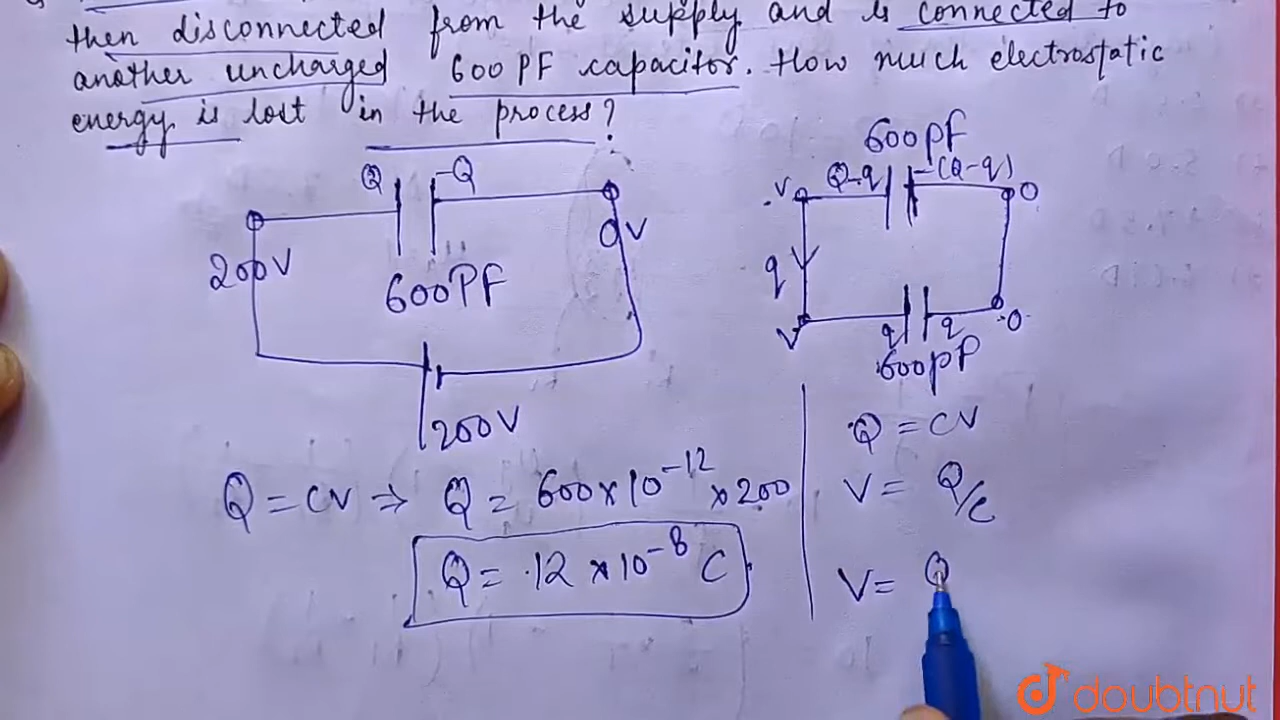 then disconnected from the supply and is connected to
another uncharged 600 PF capacitor. How much electrostatic
energy is lost in the process?
Q -Q
200V
0V
600PF
200V
600pF
V Q-q -(Q-q) 0
q
V q q 0
600pF
Q = CV ⇒ Q = 600×10⁻¹² ×200
Q = 12 ×10⁻⁸ C
Q = CV
V = Q/C
V = Q
doubtnut